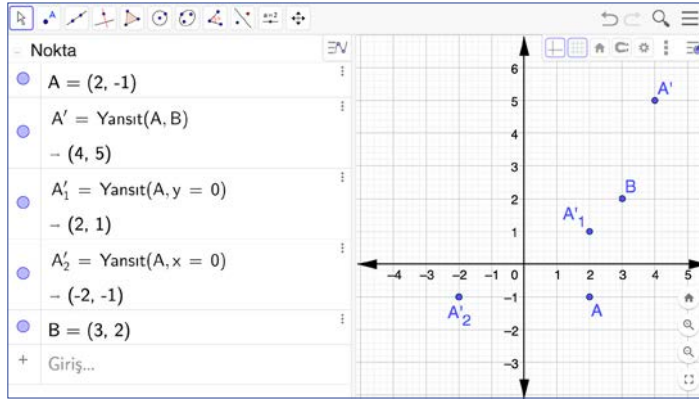 a=2
Nokta
A = (2, -1)
A′ = Yansıt(A, B)
→ (4, 5)
A′₁ = Yansıt(A, y = 0)
→ (2, 1)
A′₂ = Yansıt(A, x = 0)
→ (-2, -1)
B = (3, 2)
+ Giriş...
6
A'
5
4
3
B
2
A'₁
1
−4 −3 −2 −1 0 1 2 3 4 5
−1
A'₂
A
−2
−3